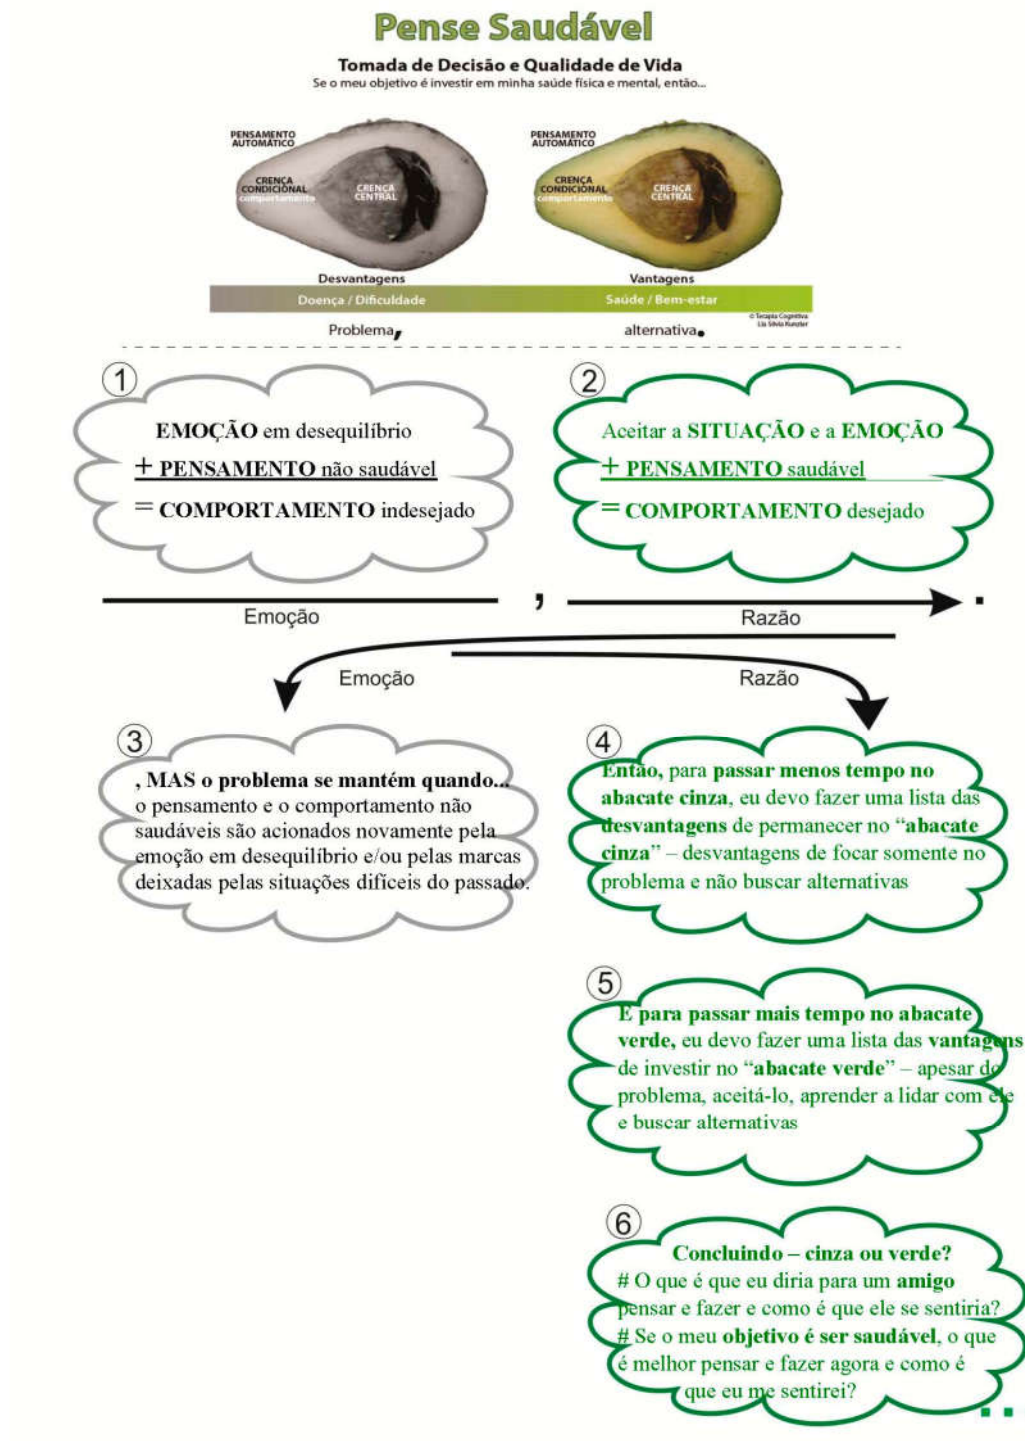 Pense Saudável
Tomada de Decisão e Qualidade de Vida
Se o meu objetivo é investir em minha saúde física e mental, então...
PENSAMENTO
AUTOMÁTICO
CRENÇA
CONDICIONAL
comportamento
CRENÇA
CENTRAL
PENSAMENTO
AUTOMÁTICO
CRENÇA
CONDICIONAL
comportamento
CRENÇA
CENTRAL
Desvantagens
Vantagens
Doença / Dificuldade
Saúde / Bem-estar
© Terapia Cognitiva
Lia Silvia Kunzler
Problema,
alternativa.
1
EMOÇÃO em desequilíbrio
+ PENSAMENTO não saudável
= COMPORTAMENTO indesejado
2
Aceitar a SITUAÇÃO e a EMOÇÃO
+ PENSAMENTO saudável
= COMPORTAMENTO desejado
Emoção
,
Razão
.
Emoção
Razão
3
, MAS o problema se mantém quando...
o pensamento e o comportamento não
saudáveis são acionados novamente pela
emoção em desequilíbrio e/ou pelas marcas
deixadas pelas situações difíceis do passado.
4
Então, para passar menos tempo no
abacate cinza, eu devo fazer uma lista das
desvantagens de permanecer no “abacate
cinza” – desvantagens de focar somente no
problema e não buscar alternativas
5
E para passar mais tempo no abacate
verde, eu devo fazer uma lista das vantagens
de investir no “abacate verde” – apesar do
problema, aceitá-lo, aprender a lidar com ele
e buscar alternativas
6
Concluindo – cinza ou verde?
# O que é que eu diria para um amigo
pensar e fazer e como é que ele se sentiria?
# Se o meu objetivo é ser saudável, o que
é melhor pensar e fazer agora e como é
que eu me sentirei?
. .